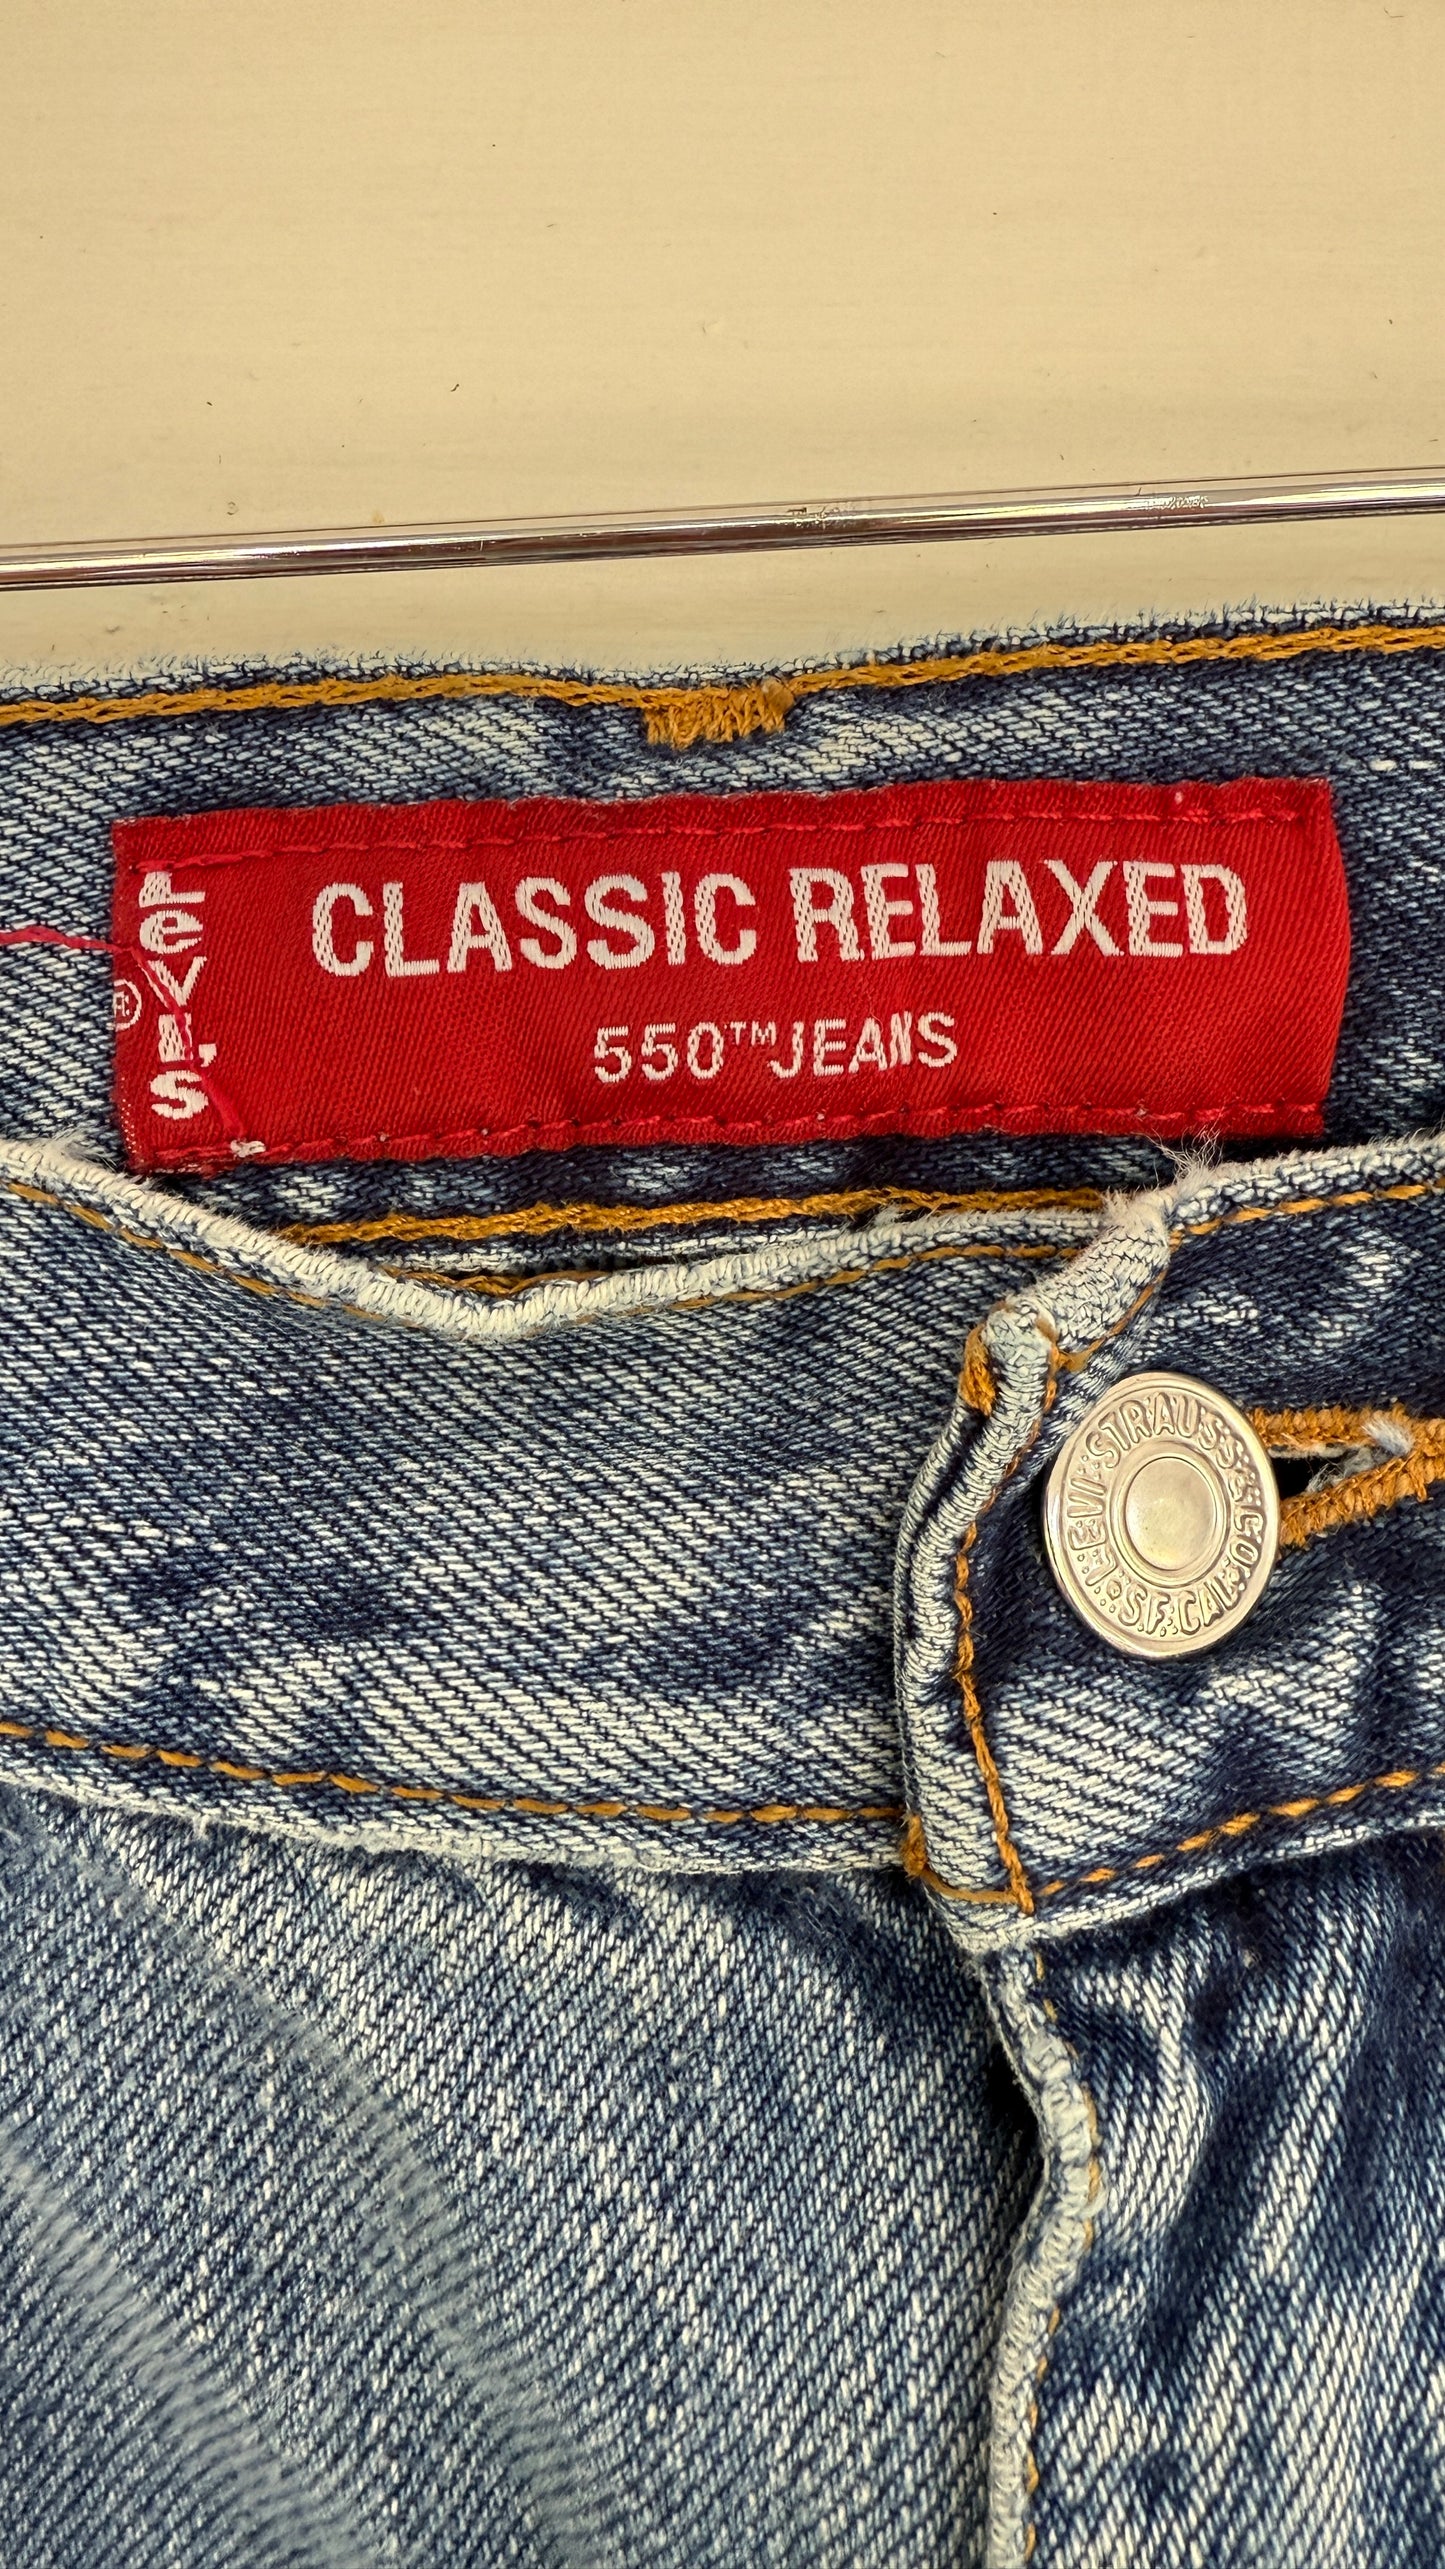 Levi's
®
CLASSIC RELAXED
550™ JEANS
LEVI STRAUSS & CO.
S.F. CAL